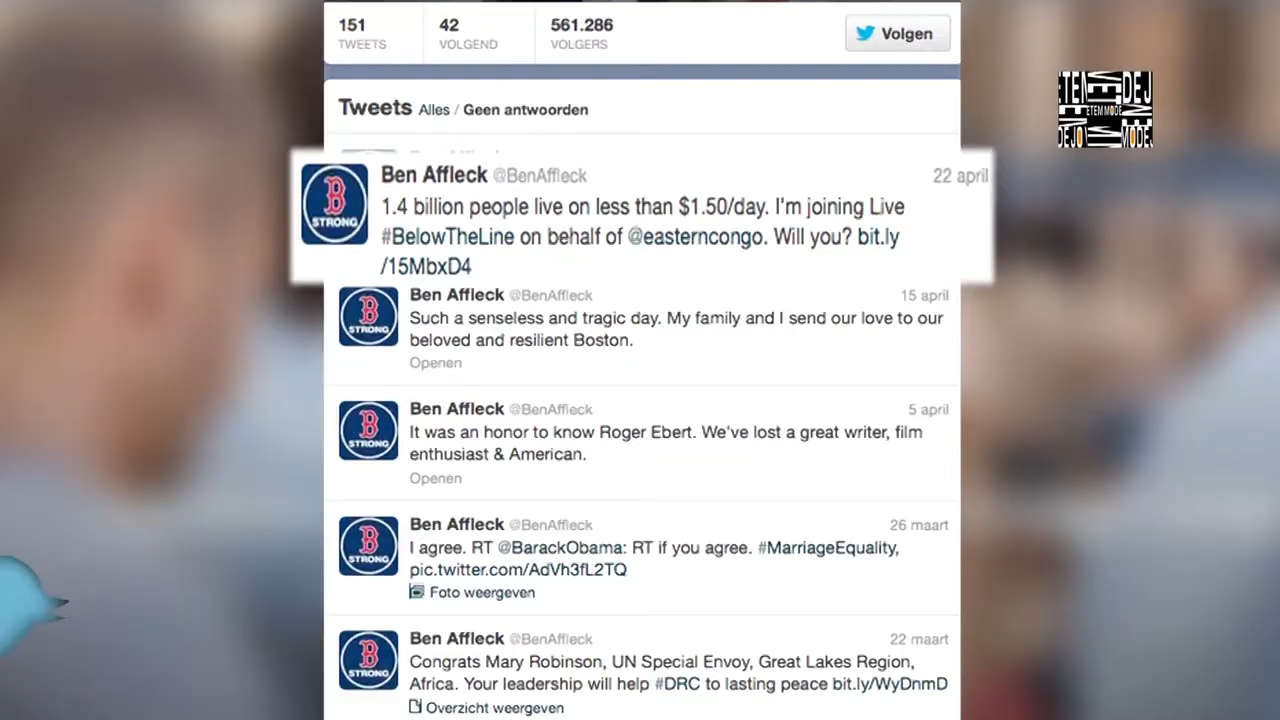 151
42
561.286
TWEETS
VOLGEND
VOLGERS
Volgen
Tweets Alles / Geen antwoorden
Ben Affleck @BenAffleck 22 april
1.4 billion people live on less than $1.50/day. I'm joining Live
#BelowTheLine on behalf of @easterncongo. Will you? bit.ly
/15MbxD4
B
STRONG
Ben Affleck @BenAffleck 15 april
Such a senseless and tragic day. My family and I send our love to our
beloved and resilient Boston.
Openen
B
STRONG
Ben Affleck @BenAffleck 5 april
It was an honor to know Roger Ebert. We've lost a great writer, film
enthusiast & American.
Openen
B
STRONG
Ben Affleck @BenAffleck 26 maart
I agree. RT @BarackObama: RT if you agree. #MarriageEquality,
pic.twitter.com/AdVh3fL2TQ
Foto weergeven
B
STRONG
Ben Affleck @BenAffleck 22 maart
Congrats Mary Robinson, UN Special Envoy, Great Lakes Region,
Africa. Your leadership will help #DRC to lasting peace bit.ly/WyDnmD
Overzicht weergeven
B
STRONG